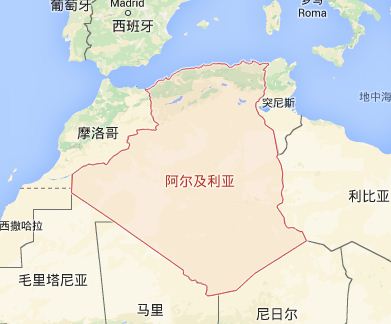 葡萄牙
Madrid
西班牙
罗马
Roma
地中海
突尼斯
摩洛哥
阿尔及利亚
利比亚
西撒哈拉
毛里塔尼亚
马里
尼日尔